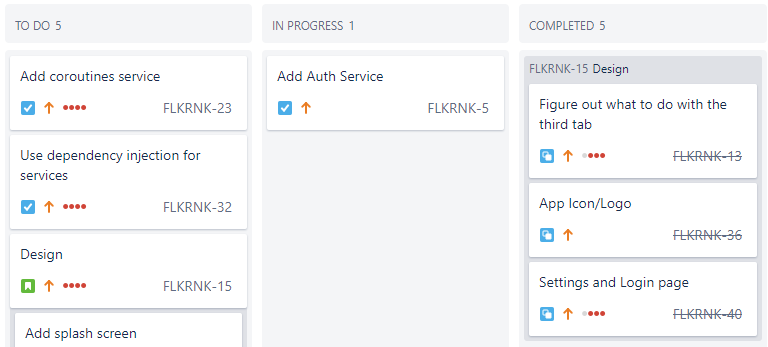 TO DO 5
Add coroutines service
FLKRNK-23
Use dependency injection for
services
FLKRNK-32
Design
FLKRNK-15
Add splash screen
IN PROGRESS 1
Add Auth Service
FLKRNK-5
COMPLETED 5
FLKRNK-15 Design
Figure out what to do with the
third tab
FLKRNK-13
App Icon/Logo
FLKRNK-36
Settings and Login page
FLKRNK-40